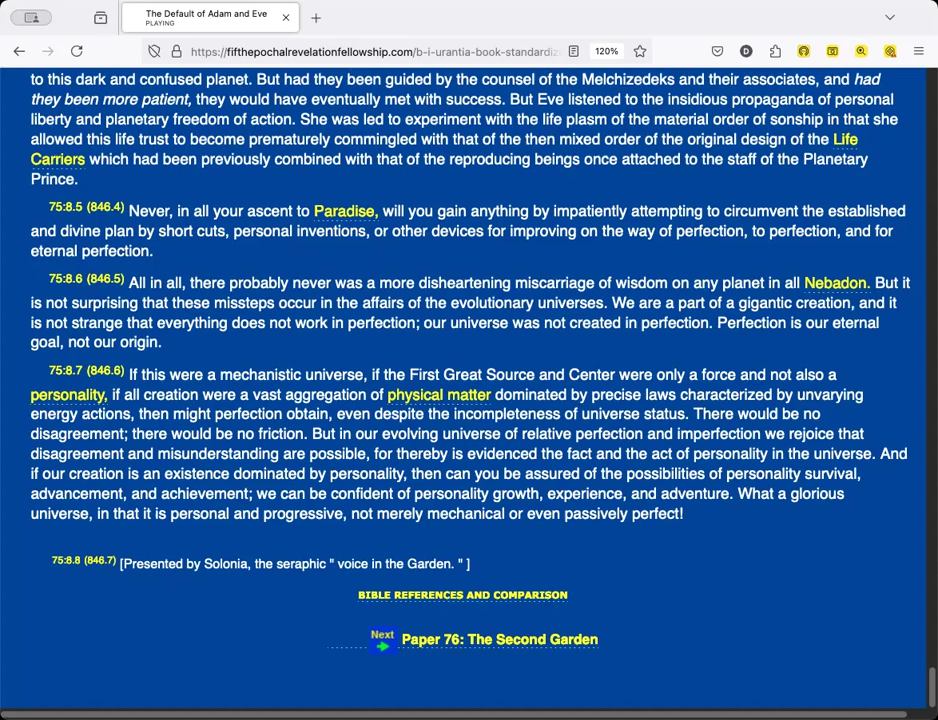 The Default of Adam and Eve
PLAYING
https://fifthepochalrevelationfellowship.com/b-i-urantia-book-standardiz
120%
to this dark and confused planet. But had they been guided by the counsel of the Melchizedeks and their associates, and had
they been more patient, they would have eventually met with success. But Eve listened to the insidious propaganda of personal
liberty and planetary freedom of action. She was led to experiment with the life plasm of the material order of sonship in that she
allowed this life trust to become prematurely commingled with that of the then mixed order of the original design of the Life
Carriers which had been previously combined with that of the reproducing beings once attached to the staff of the Planetary
Prince.
75:8.5 (846.4) Never, in all your ascent to Paradise, will you gain anything by impatiently attempting to circumvent the established
and divine plan by short cuts, personal inventions, or other devices for improving on the way of perfection, to perfection, and for
eternal perfection.
75:8.6 (846.5) All in all, there probably never was a more disheartening miscarriage of wisdom on any planet in all Nebadon. But it
is not surprising that these missteps occur in the affairs of the evolutionary universes. We are a part of a gigantic creation, and it
is not strange that everything does not work in perfection; our universe was not created in perfection. Perfection is our eternal
goal, not our origin.
75:8.7 (846.6) If this were a mechanistic universe, if the First Great Source and Center were only a force and not also a
personality, if all creation were a vast aggregation of physical matter dominated by precise laws characterized by unvarying
energy actions, then might perfection obtain, even despite the incompleteness of universe status. There would be no
disagreement; there would be no friction. But in our evolving universe of relative perfection and imperfection we rejoice that
disagreement and misunderstanding are possible, for thereby is evidenced the fact and the act of personality in the universe. And
if our creation is an existence dominated by personality, then can you be assured of the possibilities of personality survival,
advancement, and achievement; we can be confident of personality growth, experience, and adventure. What a glorious
universe, in that it is personal and progressive, not merely mechanical or even passively perfect!
75:8.8 (846.7) [Presented by Solonia, the seraphic " voice in the Garden. " ]
BIBLE REFERENCES AND COMPARISON
Next Paper 76: The Second Garden